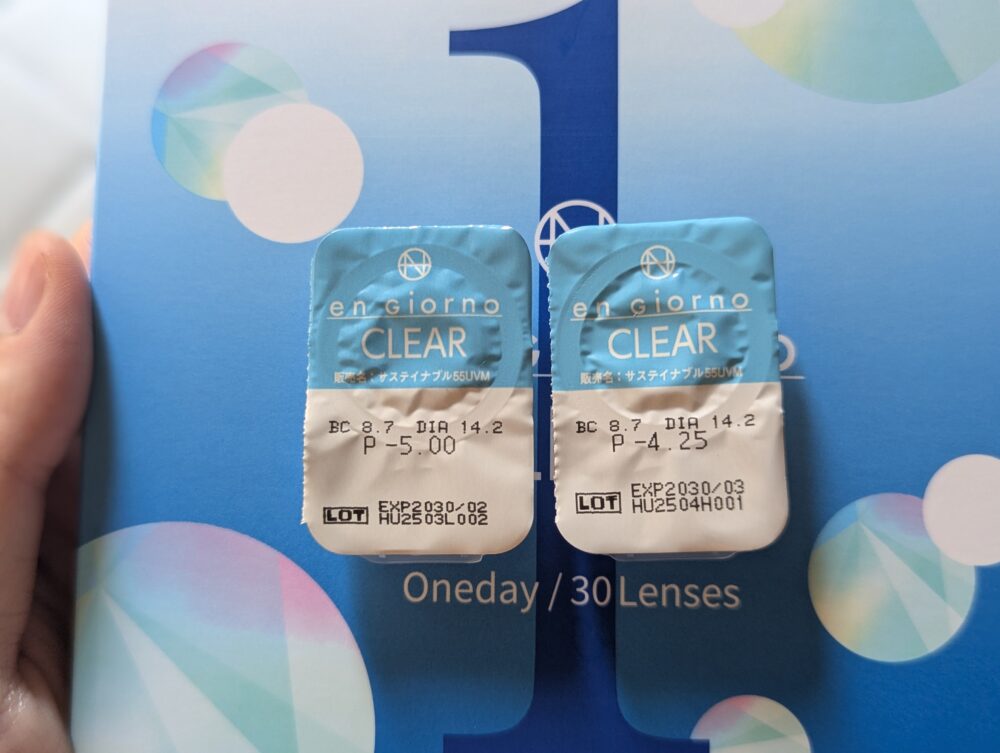 1
en Giorno
CLEAR
販売名：サステイナブル55UVM
BC 8.7 DIA 14.2
P -5.00
LOT EXP2030/02
HU2503L002
en Giorno
CLEAR
販売名：サステイナブル55UVM
BC 8.7 DIA 14.2
P -4.25
LOT EXP2030/03
HU2504H001
Oneday / 30 Lenses